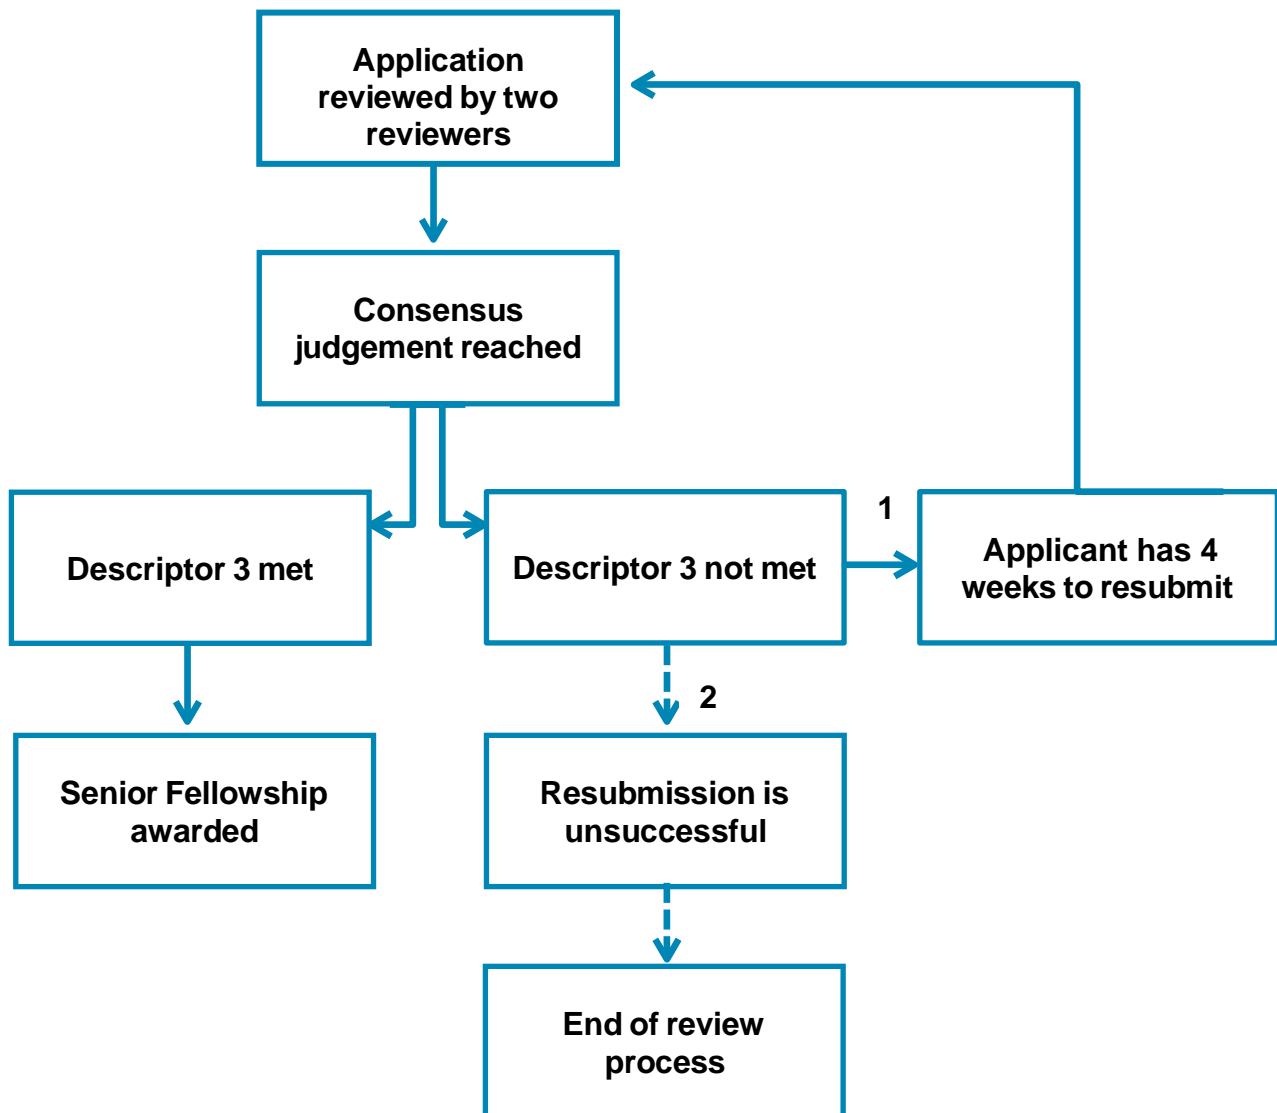 Application
reviewed by two
reviewers
Consensus
judgement reached
Descriptor 3 met
Descriptor 3 not met
1
Applicant has 4
weeks to resubmit
2
Senior Fellowship
awarded
Resubmission is
unsuccessful
End of review
process